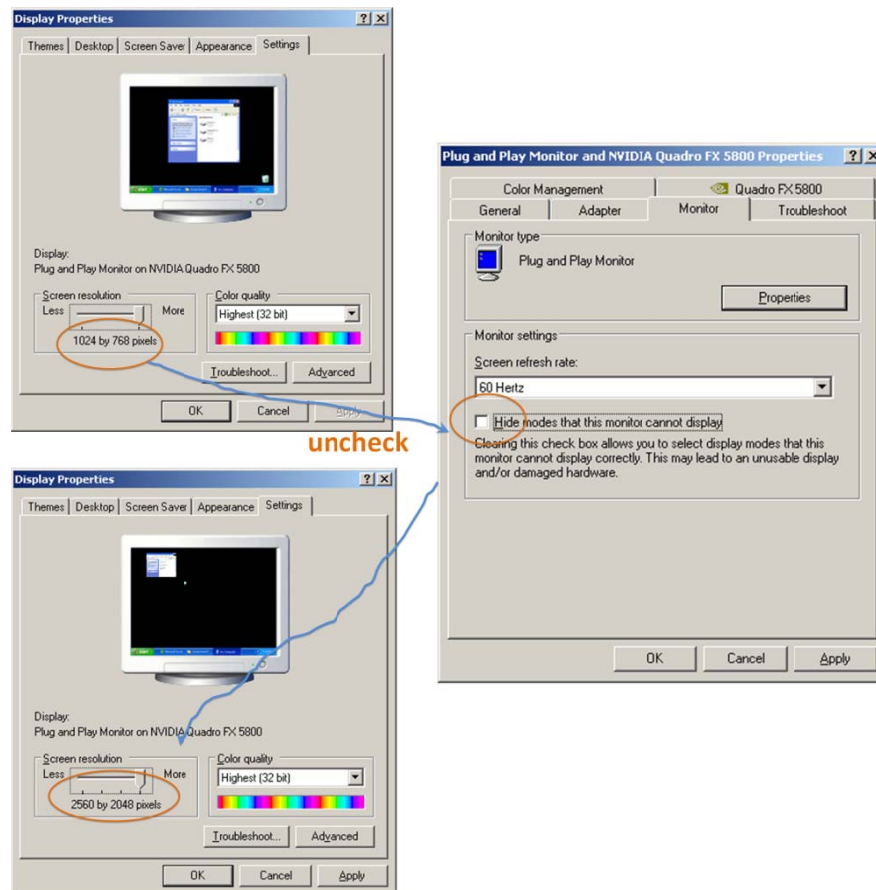 Display Properties
Themes Desktop Screen Saver Appearance Settings
Display:
Plug and Play Monitor on NVIDIA Quadro FX 5800
Screen resolution
Less More
1024 by 768 pixels
Color quality
Highest (32 bit)
Troubleshoot... Advanced
OK Cancel Apply
uncheck
Plug and Play Monitor and NVIDIA Quadro FX 5800 Properties
Color Management Quadro FX 5800
General Adapter Monitor Troubleshoot
Monitor type
Plug and Play Monitor
Properties
Monitor settings
Screen refresh rate:
60 Hertz
Hide modes that this monitor cannot display
Clearing this check box allows you to select display modes that this
monitor cannot display correctly. This may lead to an unusable display
and/or damaged hardware.
OK Cancel Apply
Display Properties
Themes Desktop Screen Saver Appearance Settings
Display:
Plug and Play Monitor on NVIDIA Quadro FX 5800
Screen resolution
Less More
2560 by 2048 pixels
Color quality
Highest (32 bit)
Troubleshoot... Advanced
OK Cancel Apply